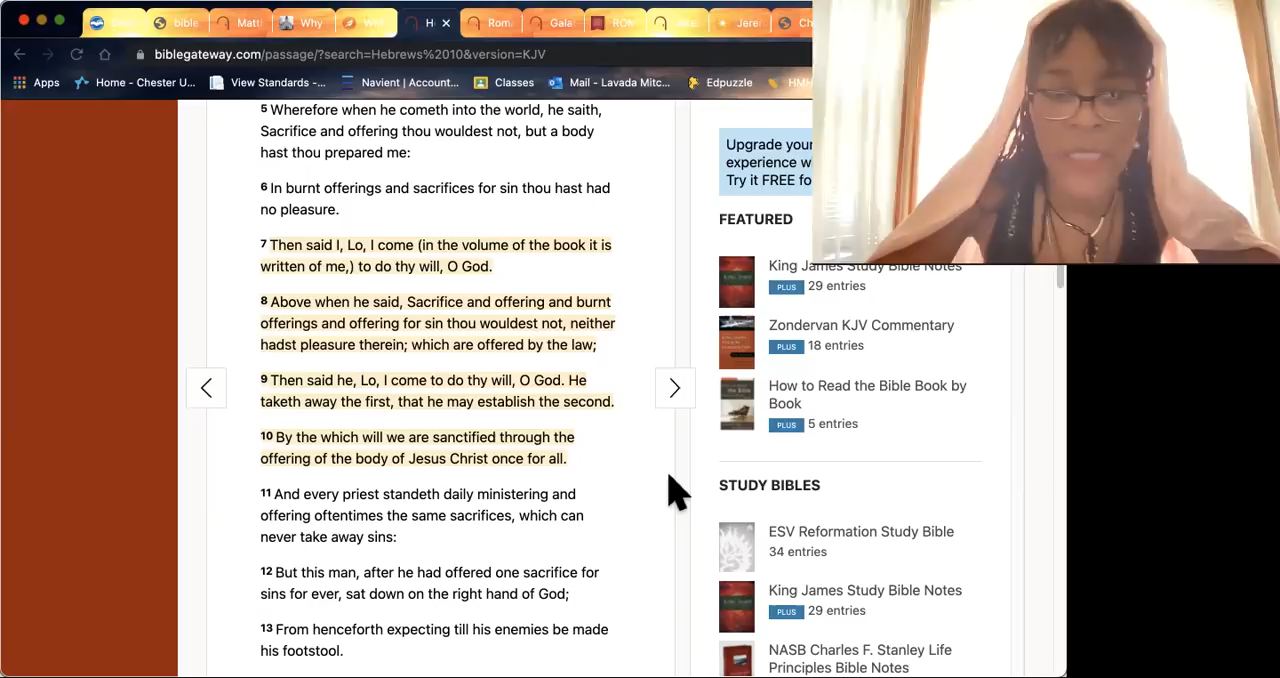 bible
Matt
Why
H
Rom
Gala
ROM
Jere
Ch
biblegateway.com/passage/?search=Hebrews%2010&version=KJV
Apps
Home - Chester U...
View Standards -...
Navient | Account...
Classes
Mail - Lavada Mitc...
Edpuzzle
HMH
5 Wherefore when he cometh into the world, he saith,
Sacrifice and offering thou wouldest not, but a body
hast thou prepared me:
6 In burnt offerings and sacrifices for sin thou hast had
no pleasure.
7 Then said I, Lo, I come (in the volume of the book it is
written of me,) to do thy will, O God.
8 Above when he said, Sacrifice and offering and burnt
offerings and offering for sin thou wouldest not, neither
hadst pleasure therein; which are offered by the law;
9 Then said he, Lo, I come to do thy will, O God. He
taketh away the first, that he may establish the second.
10 By the which will we are sanctified through the
offering of the body of Jesus Christ once for all.
11 And every priest standeth daily ministering and
offering oftentimes the same sacrifices, which can
never take away sins:
12 But this man, after he had offered one sacrifice for
sins for ever, sat down on the right hand of God;
13 From henceforth expecting till his enemies be made
his footstool.
Upgrade your
experience w
Try it FREE fo
FEATURED
King James Study Bible Notes
PLUS 29 entries
Zondervan KJV Commentary
PLUS 18 entries
How to Read the Bible Book by
Book
PLUS 5 entries
STUDY BIBLES
ESV Reformation Study Bible
34 entries
King James Study Bible Notes
PLUS 29 entries
NASB Charles F. Stanley Life
Principles Bible Notes